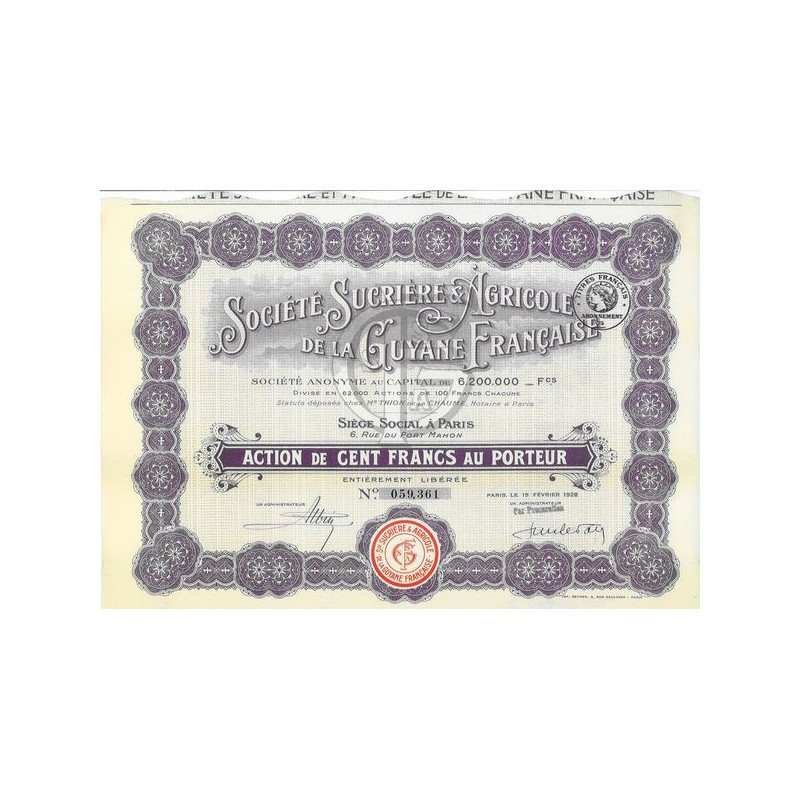 SOCIÉTÉ SUCRIÈRE & AGRICOLE
DE LA GUYANE FRANÇAISE
TITRES FRANÇAIS
ABONNEMENT
SOCIÉTÉ ANONYME AU CAPITAL DE 6.200.000 FCS
DIVISÉ EN 62.000 ACTIONS DE 100 FRANCS CHACUNE
Statuts déposés chez Me THION DE LA CHAUME, Notaire à Paris
SIÈGE SOCIAL À PARIS
6, RUE DU PORT MAHON
ACTION DE CENT FRANCS AU PORTEUR
ENTIÈREMENT LIBÉRÉE
No 059,361
PARIS, LE 15 FÉVRIER 1928
UN ADMINISTRATEUR
UN ADMINISTRATEUR
Par Procuration
Sté SUCRIÈRE & AGRICOLE
DE LA GUYANE FRANÇAISE